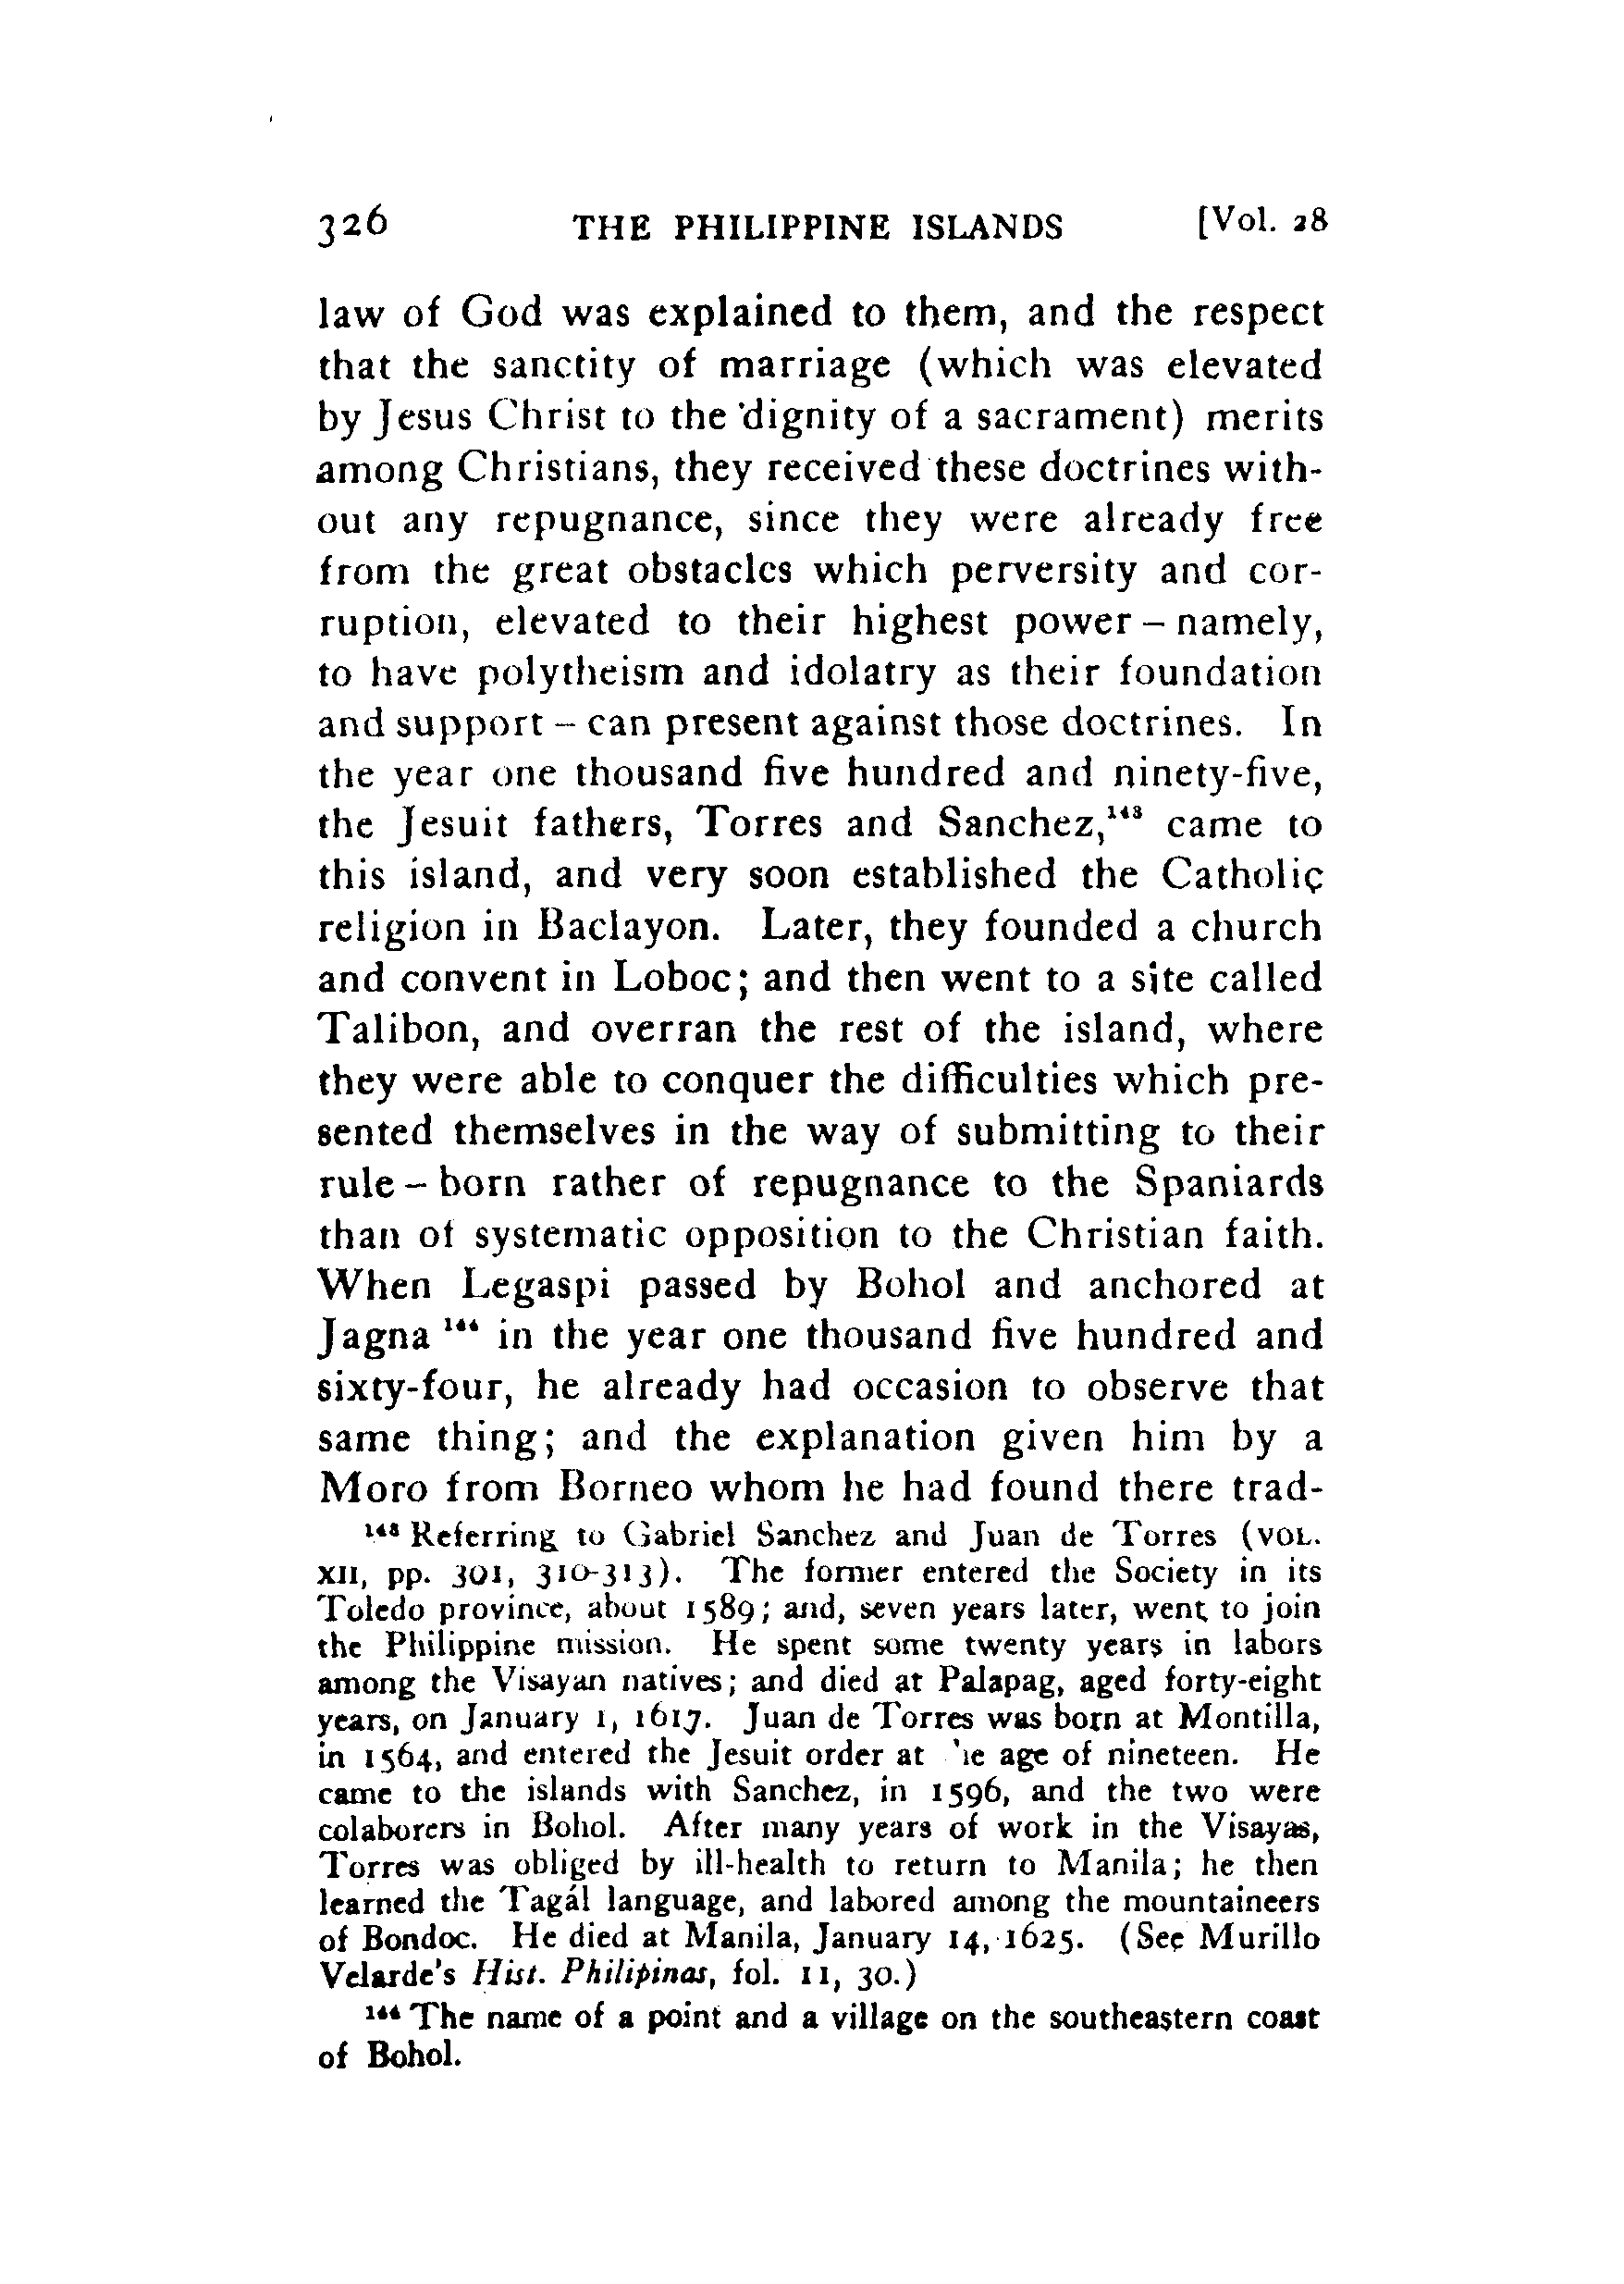 326 THE PHILIPPINE ISLANDS [Vol. 28
law of God was explained to them, and the respect
that the sanctity of marriage (which was elevated
by Jesus Christ to the dignity of a sacrament) merits
among Christians, they received these doctrines with-
out any repugnance, since they were already free
from the great obstacles which perversity and cor-
ruption, elevated to their highest power – namely,
to have polytheism and idolatry as their foundation
and support – can present against those doctrines. In
the year one thousand five hundred and ninety-five,
the Jesuit fathers, Torres and Sanchez,¹⁴³ came to
this island, and very soon established the Catholic
religion in Baclayon. Later, they founded a church
and convent in Loboc; and then went to a site called
Talibon, and overran the rest of the island, where
they were able to conquer the difficulties which pre-
sented themselves in the way of submitting to their
rule – born rather of repugnance to the Spaniards
than of systematic opposition to the Christian faith.
When Legaspi passed by Bohol and anchored at
Jagna ¹⁴⁴ in the year one thousand five hundred and
sixty-four, he already had occasion to observe that
same thing; and the explanation given him by a
Moro from Borneo whom he had found there trad-
¹⁴³ Referring to Gabriel Sanchez and Juan de Torres (VOL.
XII, pp. 301, 310-313). The former entered the Society in its
Toledo province, about 1589; and, seven years later, went to join
the Philippine mission. He spent some twenty years in labors
among the Visayan natives; and died at Palapag, aged forty-eight
years, on January 1, 1617. Juan de Torres was born at Montilla,
in 1564, and entered the Jesuit order at age of nineteen. He
came to the islands with Sanchez, in 1596, and the two were
colaborers in Bohol. After many years of work in the Visayas,
Torres was obliged by ill-health to return to Manila; he then
learned the Tagál language, and labored among the mountaineers
of Bondoc. He died at Manila, January 14, 1625. (See Murillo
Velarde's Hist. Philipinas, fol. 11, 30.)
¹⁴⁴ The name of a point and a village on the southeastern coast
of Bohol.